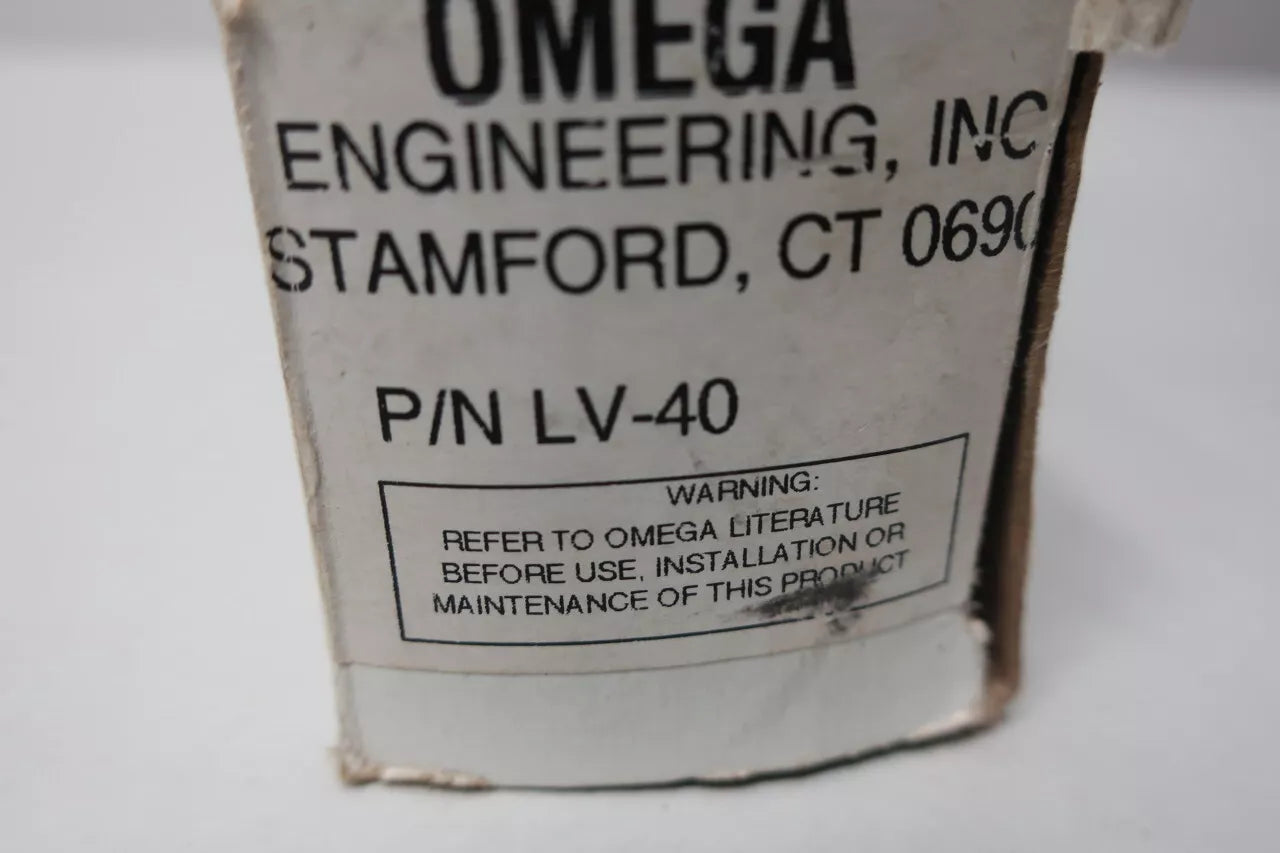 OMEGA
ENGINEERING, INC
STAMFORD, CT 0690
P/N LV-40
WARNING:
REFER TO OMEGA LITERATURE
BEFORE USE, INSTALLATION OR
MAINTENANCE OF THIS PRODUCT